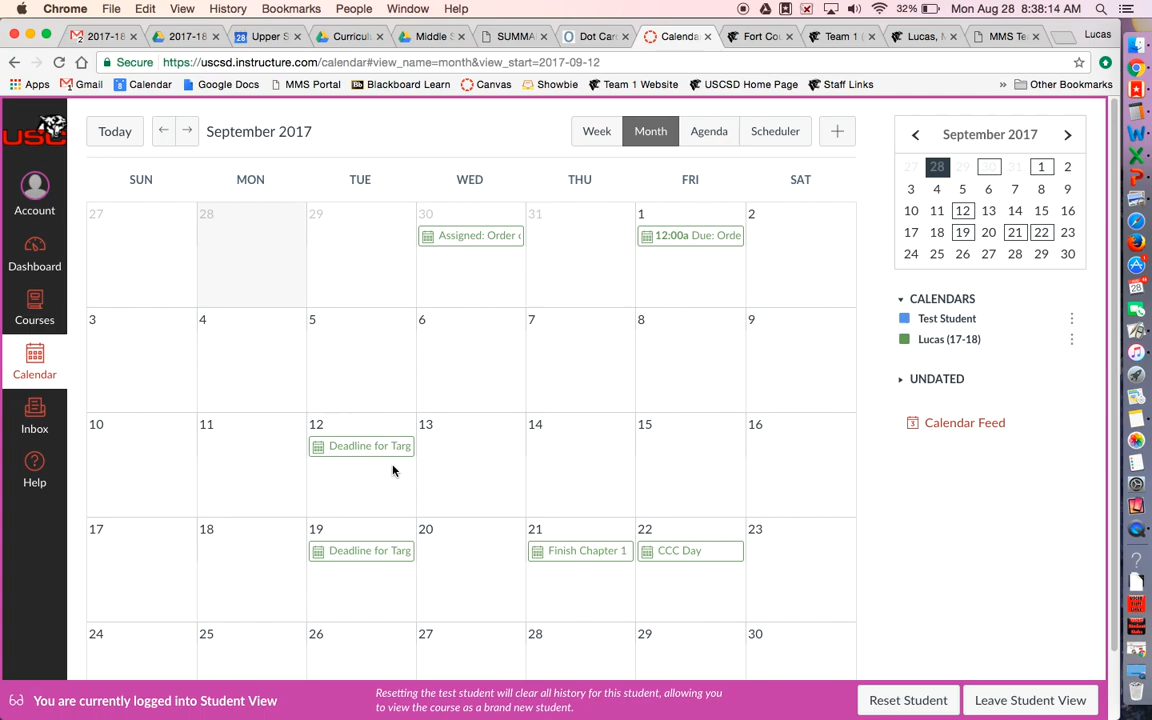 Chrome File Edit View History Bookmarks People Window Help 32% Mon Aug 28 8:38:14 AM
2017-18 2017-18 Upper S Curricul Middle S SUMMA Dot Car Calenda Fort Cou Team 1 ( Lucas, M MMS Te Lucas
Secure https://uscsd.instructure.com/calendar#view_name=month&view_start=2017-09-12
Apps Gmail Calendar Google Docs MMS Portal Blackboard Learn Canvas Showbie Team 1 Website USCSD Home Page Staff Links » Other Bookmarks
USC
Account
Dashboard
Courses
Calendar
Inbox
Help
Today ← → September 2017 Week Month Agenda Scheduler +
SUN MON TUE WED THU FRI SAT
27 28 29 30 31 1 2
Assigned: Order 12:00a Due: Orde
3 4 5 6 7 8 9
10 11 12 13 14 15 16
Deadline for Targ
17 18 19 20 21 22 23
Deadline for Targ Finish Chapter 1 CCC Day
24 25 26 27 28 29 30
< September 2017 >
27 28 29 30 31 1 2
3 4 5 6 7 8 9
10 11 12 13 14 15 16
17 18 19 20 21 22 23
24 25 26 27 28 29 30
CALENDARS
Test Student
Lucas (17-18)
UNDATED
Calendar Feed
You are currently logged into Student View
Resetting the test student will clear all history for this student, allowing you
to view the course as a brand new student.
Reset Student Leave Student View